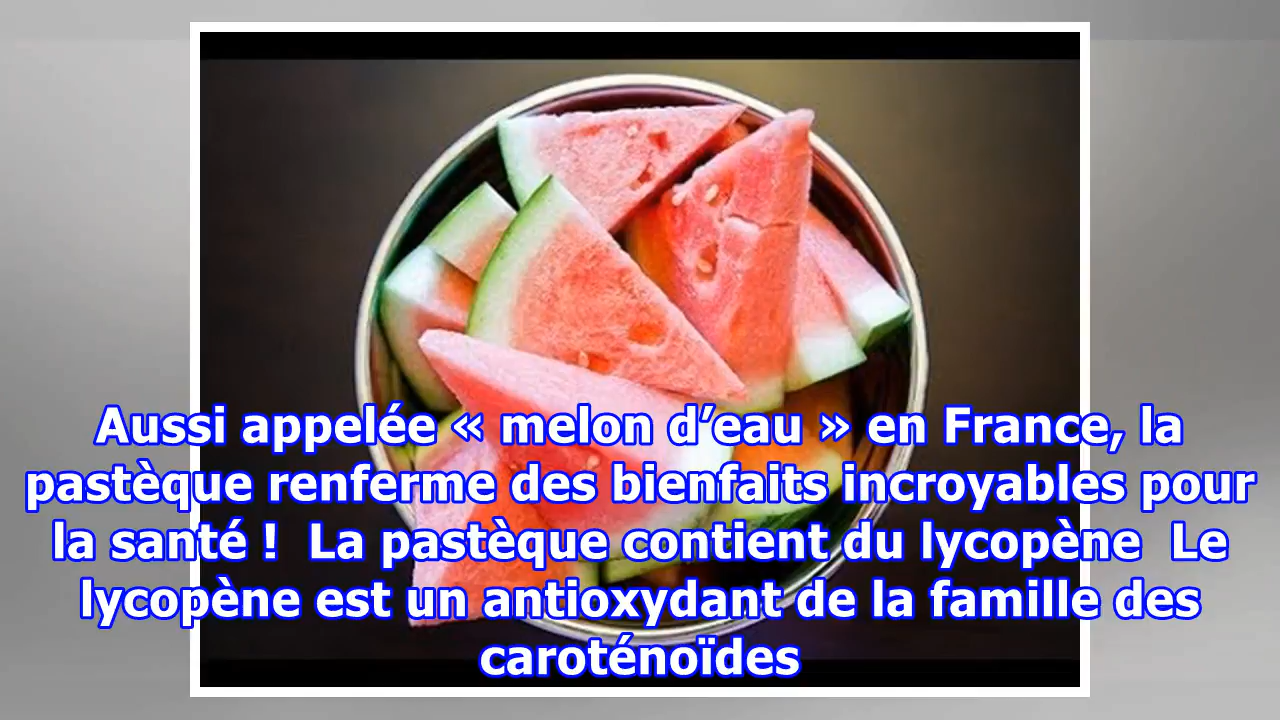 Aussi appelée « melon d’eau » en France, la
pastèque renferme des bienfaits incroyables pour
la santé !  La pastèque contient du lycopène  Le
lycopène est un antioxydant de la famille des
caroténoïdes